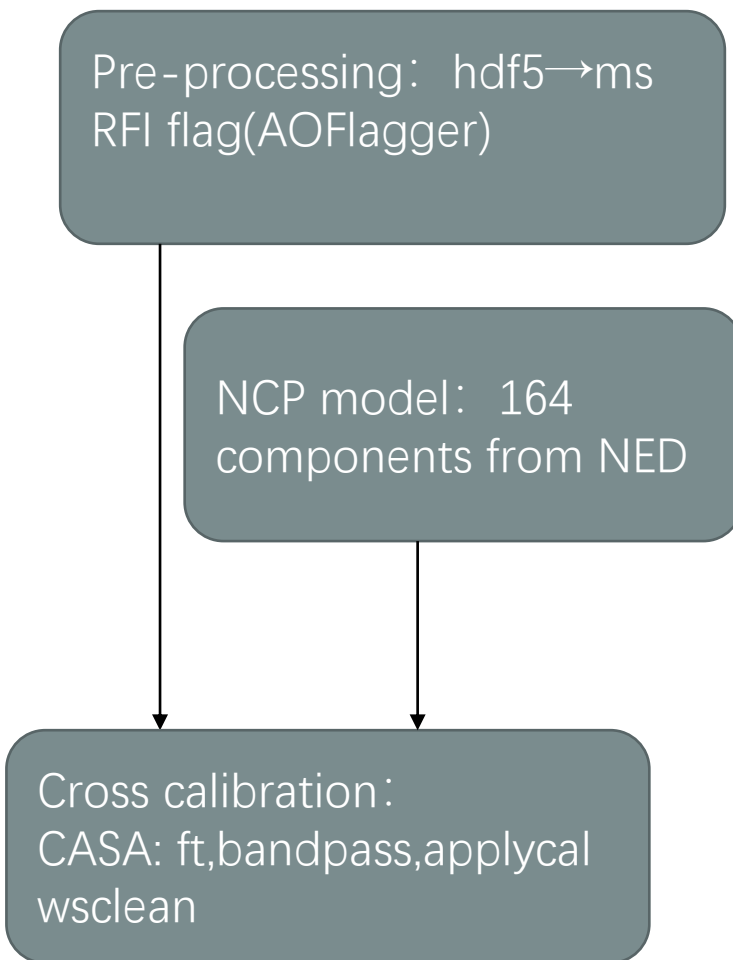 Pre-processing：hdf5→ms
RFI flag(AOFlagger)
NCP model：164
components from NED
Cross calibration：
CASA: ft,bandpass,applycal
wsclean